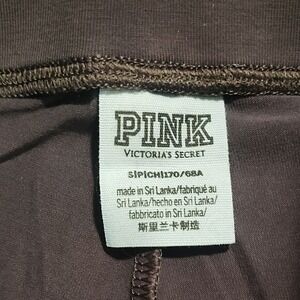 PINK
VICTORIA'S SECRET
S|P|CH|170/68A
made in Sri Lanka/fabriqué au
Sri Lanka/hecho en Sri Lanka/
fabbricato in Sri Lanka/
斯里兰卡制造